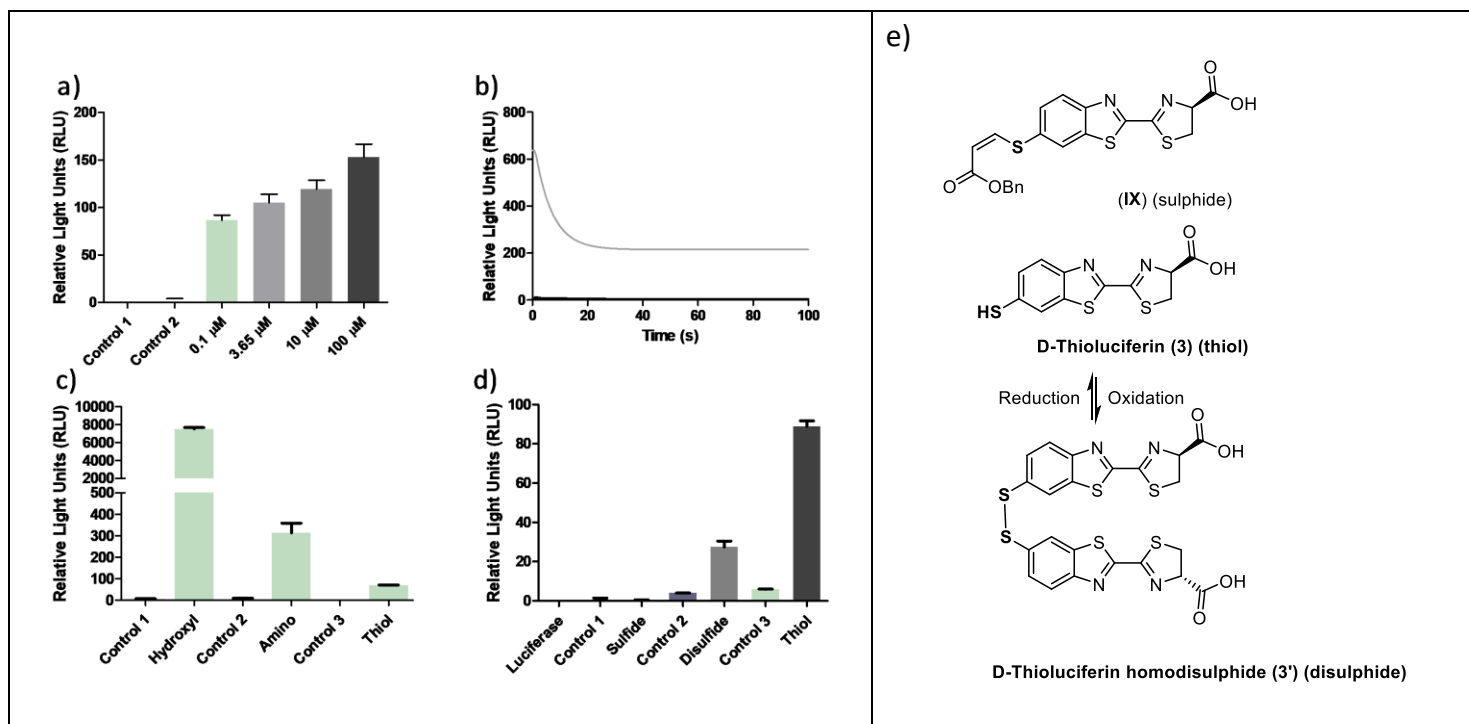 a)
Relative Light Units (RLU)
200
150
100
50
0
Control 1
Control 2
0.1 µM
3.65 µM
10 µM
100 µM
b)
Relative Light Units (RLU)
800
600
400
200
0
0
20
40
60
80
100
Time (s)
c)
Relative Light Units (RLU)
10000
8000
6000
4000
2000
500
400
300
200
100
0
Control 1
Hydroxyl
Control 2
Amino
Control 3
Thiol
d)
Relative Light Units (RLU)
100
80
60
40
20
0
Luciferase
Control 1
Sulfide
Control 2
Disulfide
Control 3
Thiol
e)
O
N
N
OH
S
S
S
O
OBn
(IX) (sulphide)
O
N
N
OH
HS
S
S
D-Thioluciferin (3) (thiol)
Reduction
Oxidation
O
N
N
OH
S
S
S
S
S
S
N
N
OH
O
D-Thioluciferin homodisulphide (3') (disulphide)